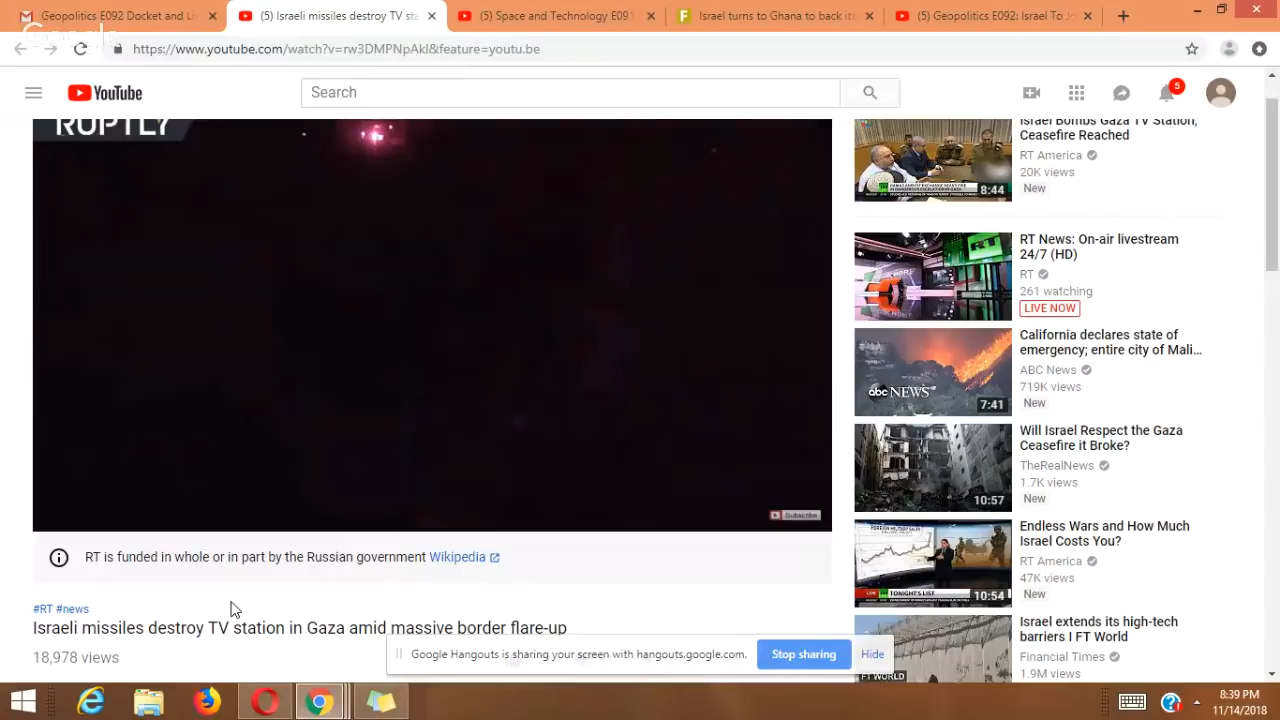 Geopolitics E092 Docket and Li
(5) Israeli missiles destroy TV sta
(5) Space and Technology E091
Israel turns to Ghana to back it
(5) Geopolitics E092: Israel To J
https://www.youtube.com/watch?v=rw3DMPNpAkI&feature=youtu.be
YouTube
Search
5
RUPTLY
Subscribe
RT is funded in whole or in part by the Russian government Wikipedia
#RT #news
Israeli missiles destroy TV station in Gaza amid massive border flare-up
18,978 views
Israel Bombs Gaza TV Station,
Ceasefire Reached
RT America
20K views
New
8:44
RT News: On-air livestream
24/7 (HD)
RT
261 watching
LIVE NOW
California declares state of
emergency; entire city of Mali...
ABC News
719K views
New
abc NEWS
7:41
Will Israel Respect the Gaza
Ceasefire it Broke?
TheRealNews
1.7K views
New
10:57
Endless Wars and How Much
Israel Costs You?
RT America
47K views
New
TONIGHT'S LIST
10:54
Israel extends its high-tech
barriers I FT World
Financial Times
1.9M views
FT WORLD
Google Hangouts is sharing your screen with hangouts.google.com.
Stop sharing
Hide
8:39 PM
11/14/2018